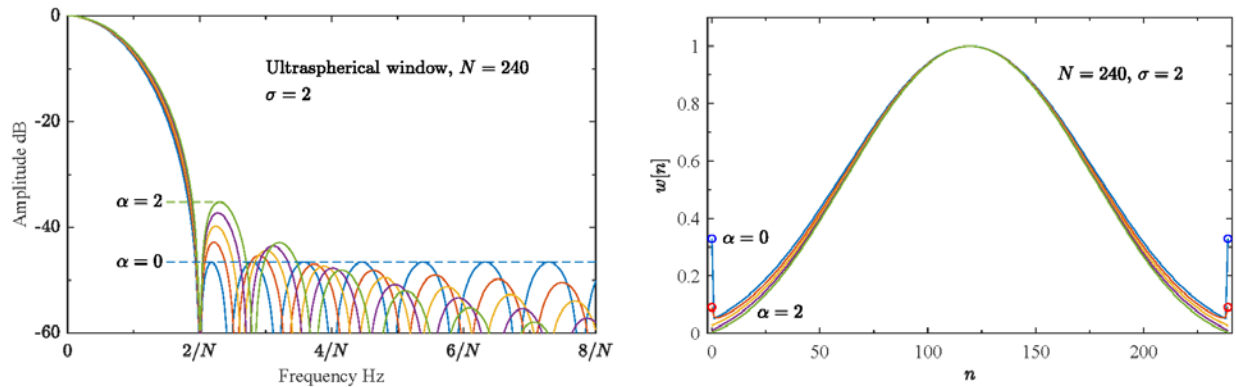 0
-20
-40
-60
Amplitude dB
Ultraspherical window, N = 240
σ = 2
α = 2
α = 0
0
2/N
4/N
6/N
8/N
Frequency Hz
1
0.8
0.6
0.4
0.2
0
w[n]
N = 240, σ = 2
α = 0
α = 2
0
50
100
150
200
n